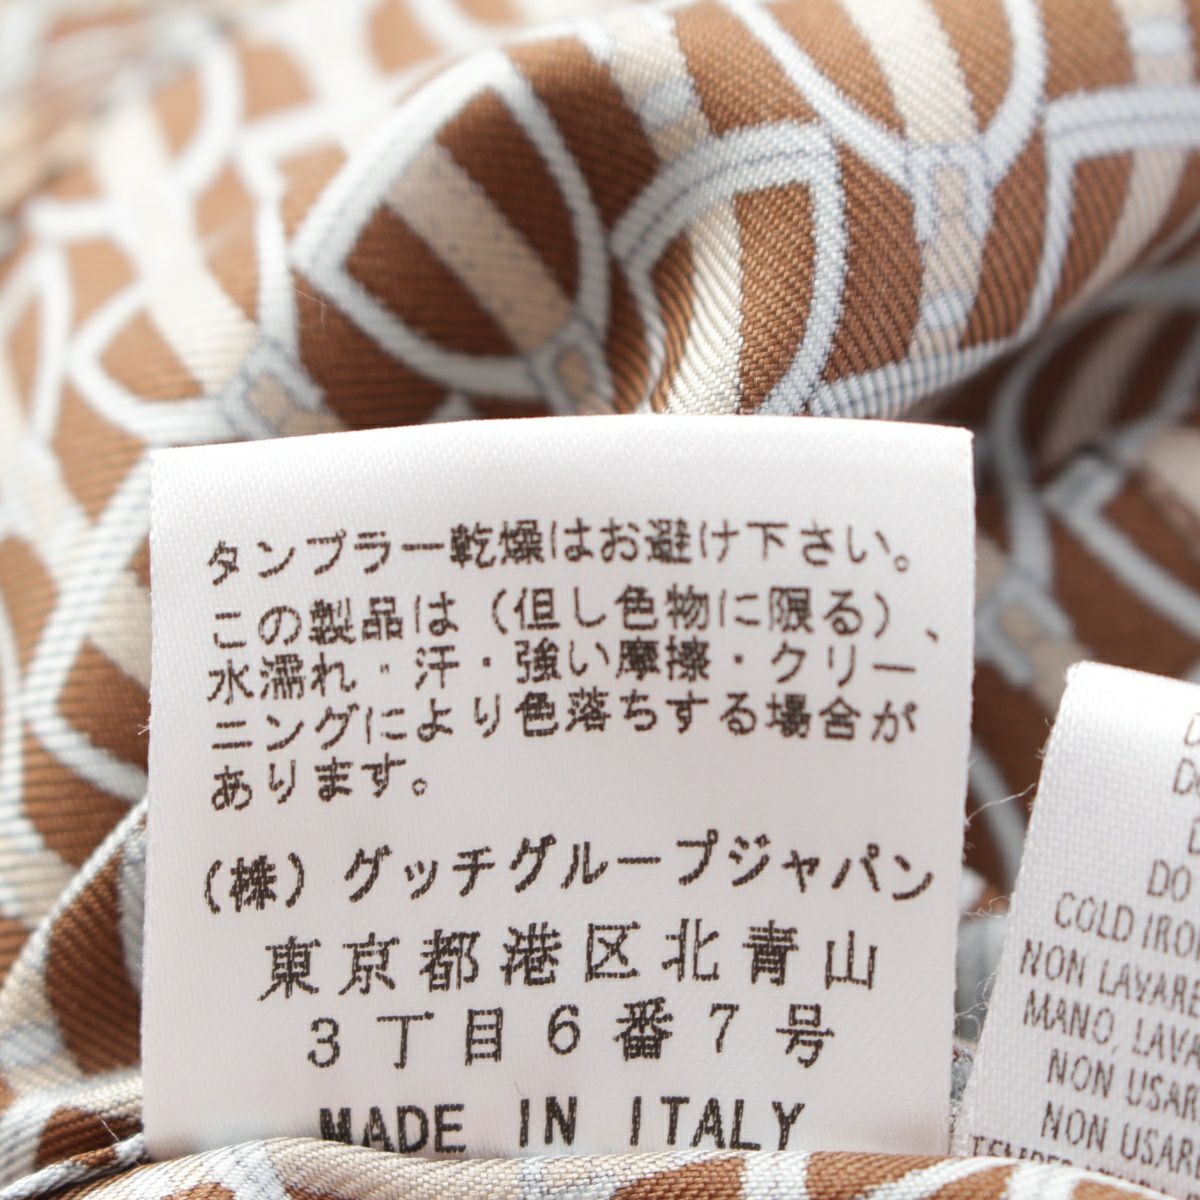 タンブラー乾燥はお避け下さい。
この製品は(但し色物に限る)、
水濡れ・汗・強い摩擦・クリー
ニングにより色落ちする場合が
あります。
(株)グッチグループジャパン
東京都港区北青山
3丁目6番7号
MADE IN ITALY
DO
COLD IRO
NON LAVARE
MANO, LAVA
NON USAR
NON USAR